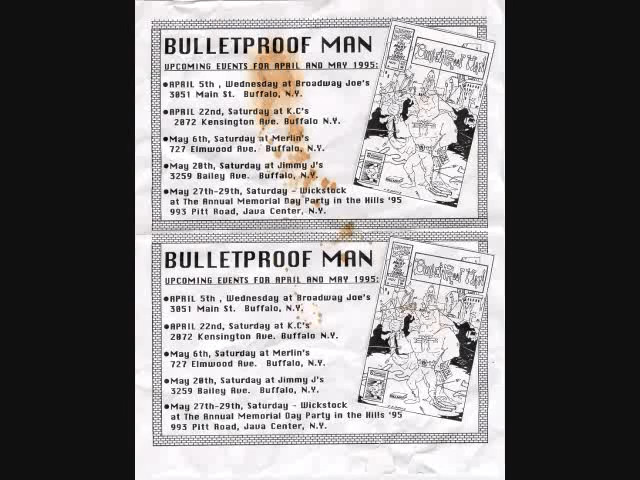 BULLETPROOF MAN
UPCOMING EVENTS FOR APRIL AND MAY 1995:
●APRIL 5th , Wednesday at Broadway Joe's
3051 Main St. Buffalo, N.Y.
●APRIL 22nd, Saturday at K.C's
2072 Kensington Ave. Buffalo N.Y.
●May 6th, Saturday at Merlin's
727 Elmwood Ave. Buffalo, N.Y.
●May 20th, Saturday at Jimmy J's
3259 Bailey Ave. Buffalo, N.Y.
●May 27th-29th, Saturday - Wickstock
at The Annual Memorial Day Party in the Hills '95
993 Pitt Road, Java Center, N.Y.
Bulletproof Man!
BULLETPROOF MAN
UPCOMING EVENTS FOR APRIL AND MAY 1995:
●APRIL 5th , Wednesday at Broadway Joe's
3051 Main St. Buffalo, N.Y.
●APRIL 22nd, Saturday at K.C's
2072 Kensington Ave. Buffalo N.Y.
●May 6th, Saturday at Merlin's
727 Elmwood Ave. Buffalo, N.Y.
●May 20th, Saturday at Jimmy J's
3259 Bailey Ave. Buffalo, N.Y.
●May 27th-29th, Saturday - Wickstock
at The Annual Memorial Day Party in the Hills '95
993 Pitt Road, Java Center, N.Y.
Bulletproof Man!